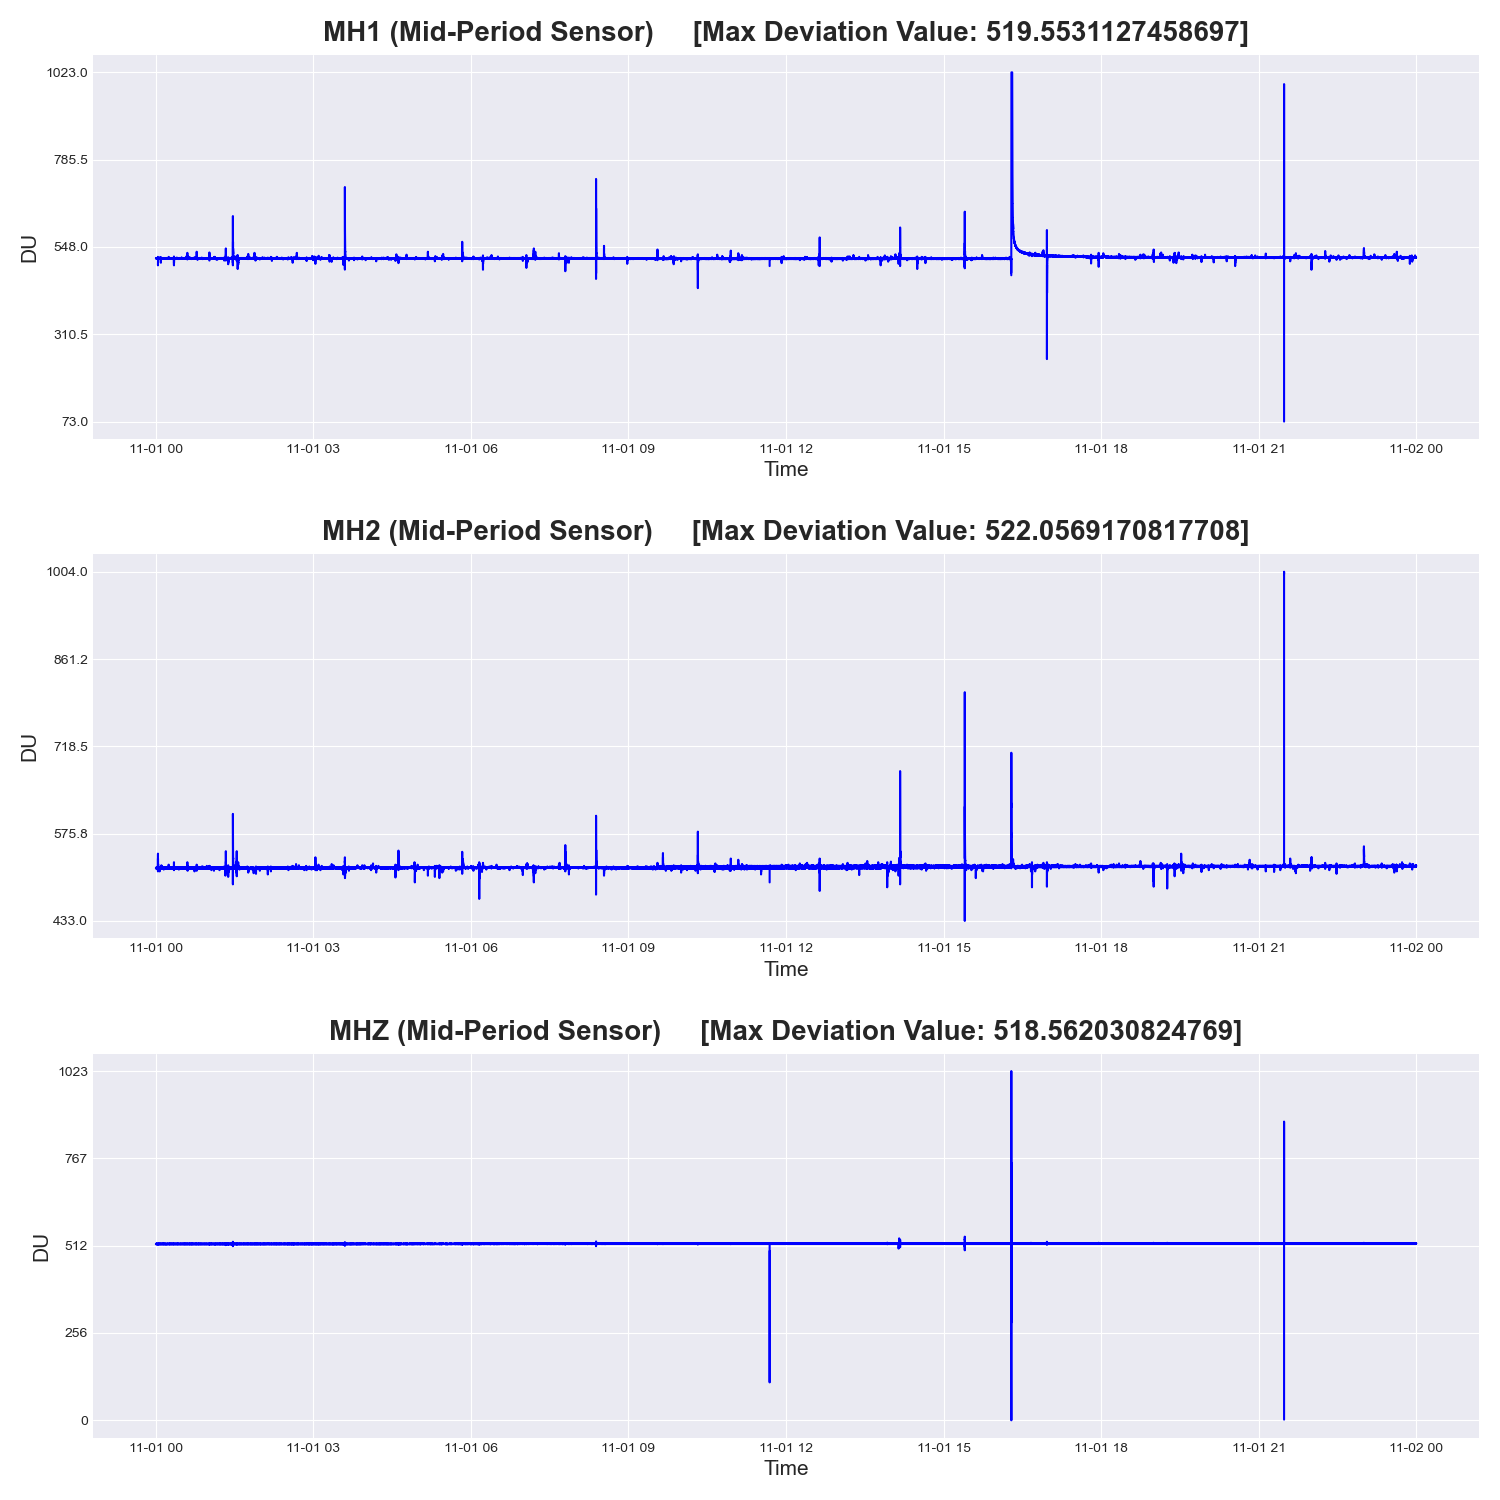 MH1 (Mid-Period Sensor) [Max Deviation Value: 519.5531127458697]
1023.0
785.5
548.0
310.5
73.0
DU
11-01 00 11-01 03 11-01 06 11-01 09 11-01 12 11-01 15 11-01 18 11-01 21 11-02 00
Time
MH2 (Mid-Period Sensor) [Max Deviation Value: 522.0569170817708]
1004.0
861.2
718.5
575.8
433.0
DU
11-01 00 11-01 03 11-01 06 11-01 09 11-01 12 11-01 15 11-01 18 11-01 21 11-02 00
Time
MHZ (Mid-Period Sensor) [Max Deviation Value: 518.562030824769]
1023
767
512
256
0
DU
11-01 00 11-01 03 11-01 06 11-01 09 11-01 12 11-01 15 11-01 18 11-01 21 11-02 00
Time